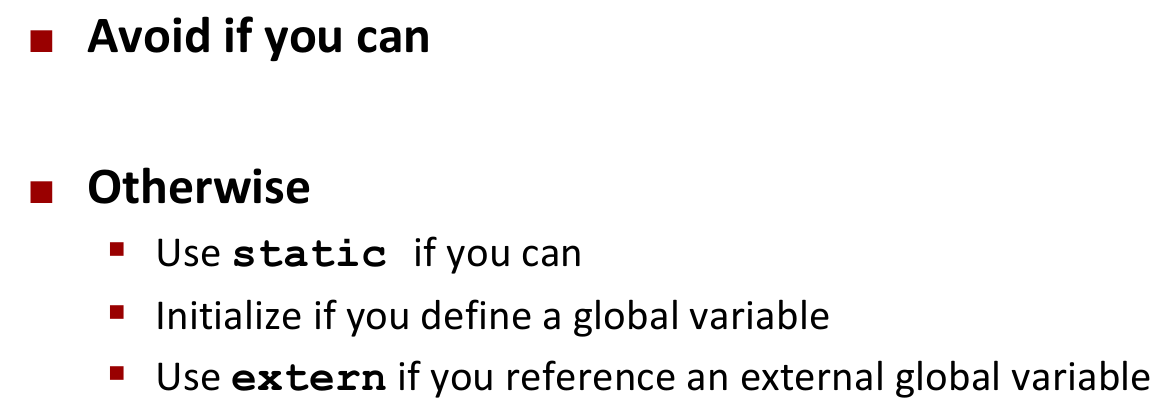 Avoid if you can
Otherwise
Use static if you can
Initialize if you define a global variable
Use extern if you reference an external global variable